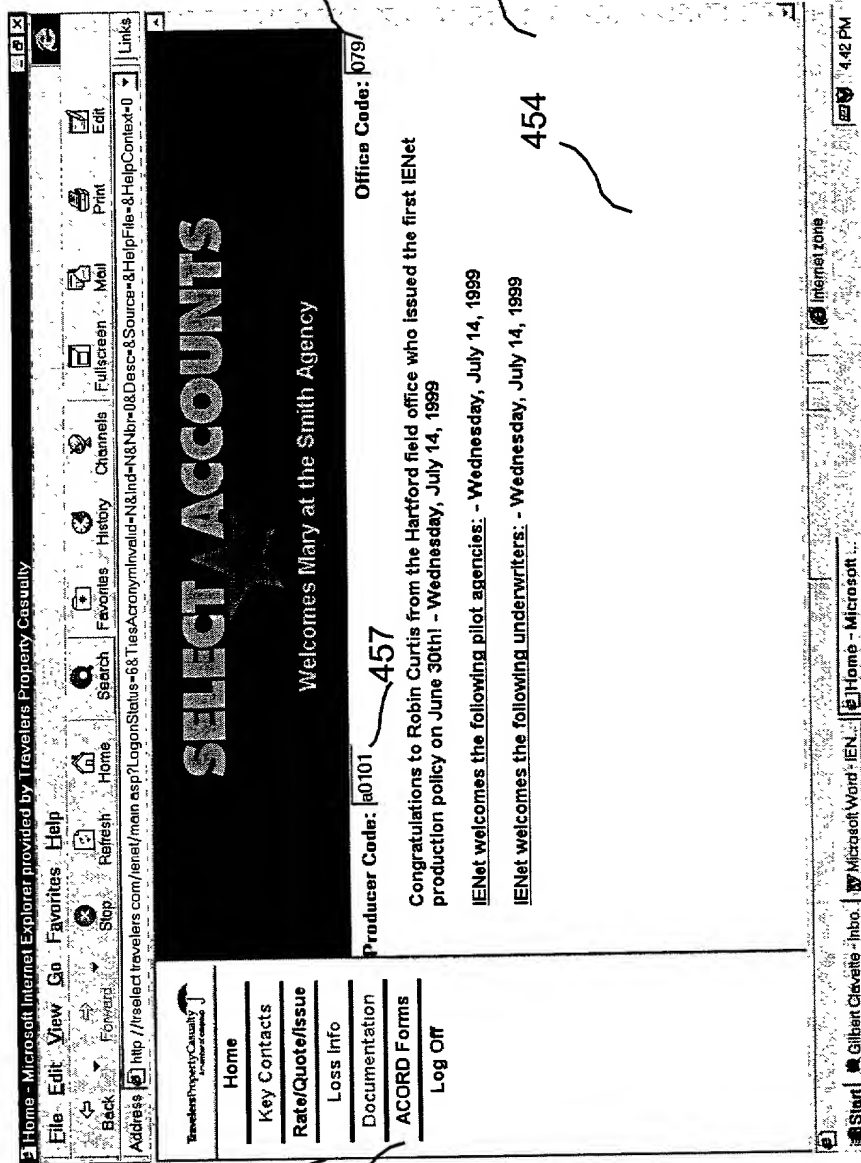 Home - Microsoft Internet Explorer provided by Travelers Property Casualty
File Edit View Go Favorites Help
Back Forward Stop Refresh Home Search Favorites History Channels Fullscreen Mail Print Edit
Address http://trselect.travelers.com/ienet/main.asp?LogonStatus=6&TiesAcronymInvalid=N&Ind=N&Nbr=0&Desc=&Source=&HelpFile=&HelpContext=0 Links
TravelersPropertyCasualty
Home
Key Contacts
Rate/Quote/Issue
Loss Info
Documentation
ACORD Forms
Log Off
SELECT ACCOUNTS
Welcomes Mary at the Smith Agency
Producer Code: a0101 457 Office Code: 079
Congratulations to Robin Curtis from the Hartford field office who issued the first IENet
production policy on June 30th! - Wednesday, July 14, 1999
IENet welcomes the following pilot agencies: - Wednesday, July 14, 1999
IENet welcomes the following underwriters: - Wednesday, July 14, 1999
454
Internet zone
Start Gilbert Clavette - Inbo... Microsoft Word - IEN... Home - Microsoft ... 4:42 PM